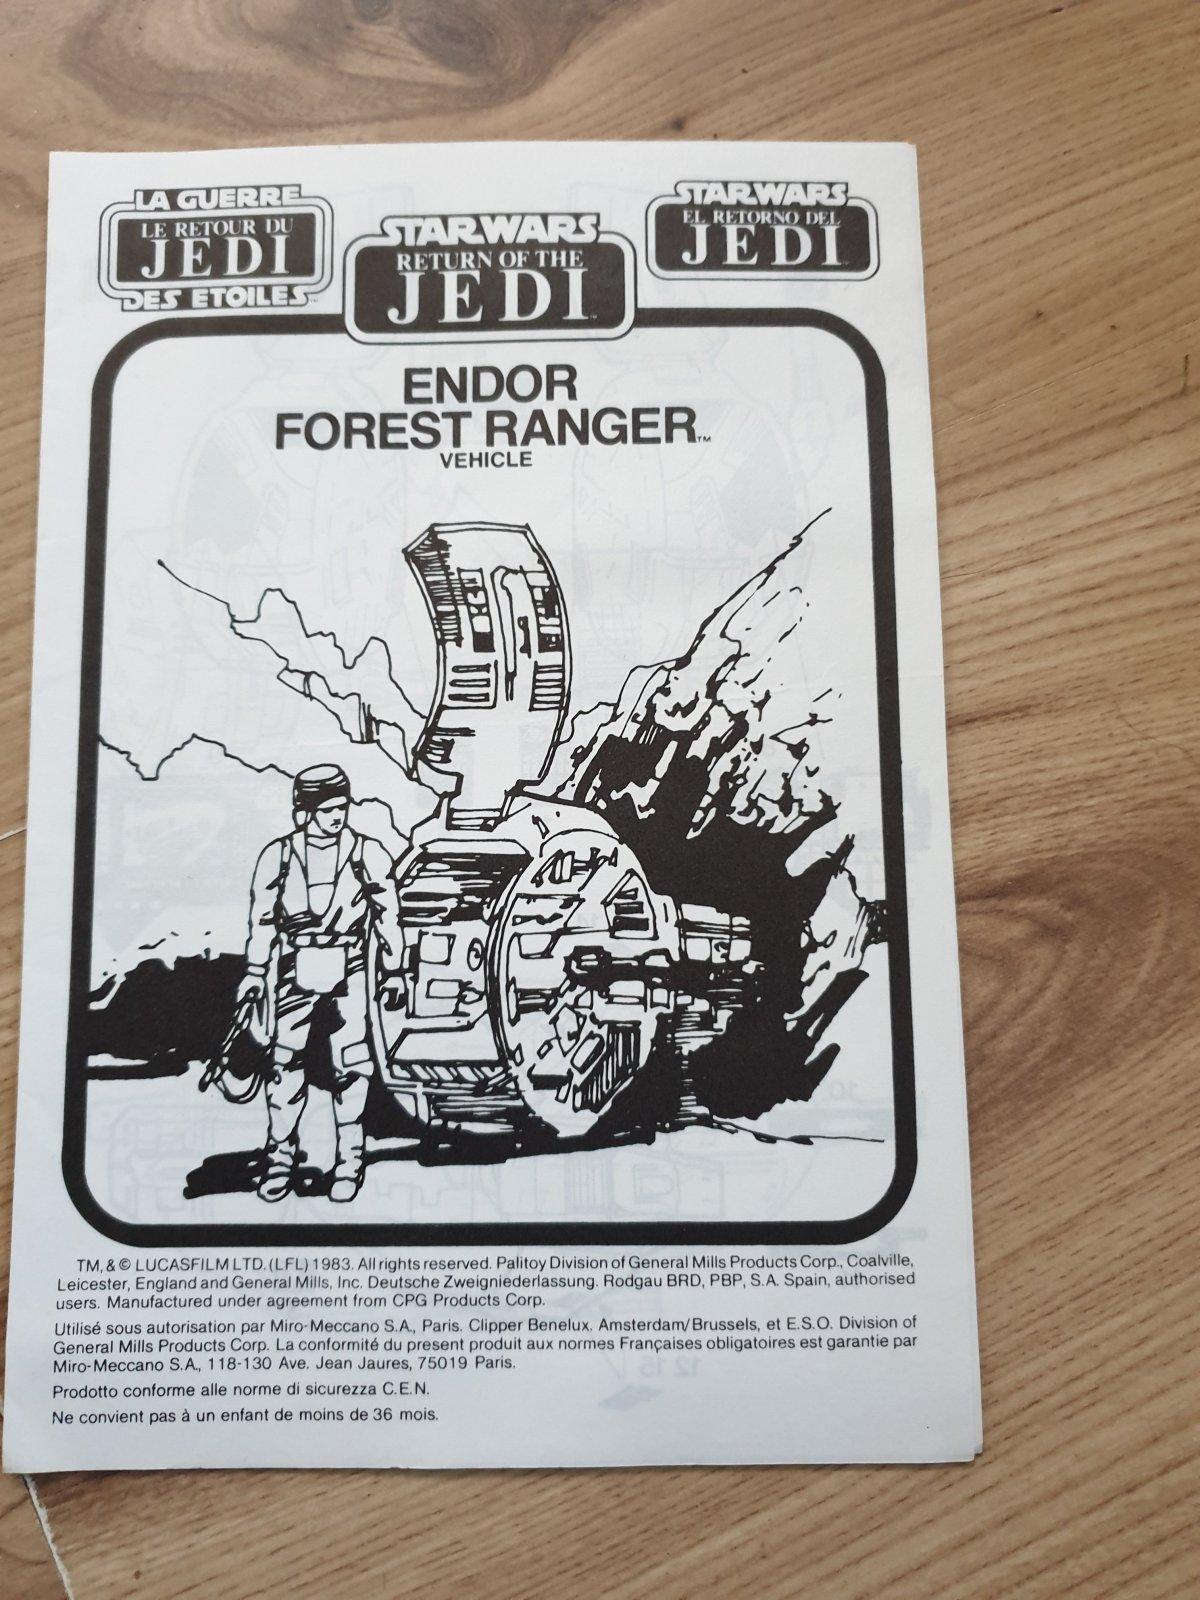 LA GUERRE
LE RETOUR DU
JEDI
DES ETOILES™
STAR WARS
RETURN OF THE
JEDI™
STAR WARS
EL RETORNO DEL
JEDI™
ENDOR
FOREST RANGER™
VEHICLE
TM, & © LUCASFILM LTD. (LFL) 1983. All rights reserved. Palitoy Division of General Mills Products Corp., Coalville,
Leicester, England and General Mills, Inc. Deutsche Zweigniederlassung. Rodgau BRD, PBP, S.A. Spain, authorised
users. Manufactured under agreement from CPG Products Corp.
Utilisé sous autorisation par Miro-Meccano S.A., Paris. Clipper Benelux. Amsterdam/Brussels, et E.S.O. Division of
General Mills Products Corp. La conformité du present produit aux normes Françaises obligatoires est garantie par
Miro-Meccano S.A., 118-130 Ave. Jean Jaures, 75019 Paris.
Prodotto conforme alle norme di sicurezza C.E.N.
Ne convient pas à un enfant de moins de 36 mois.